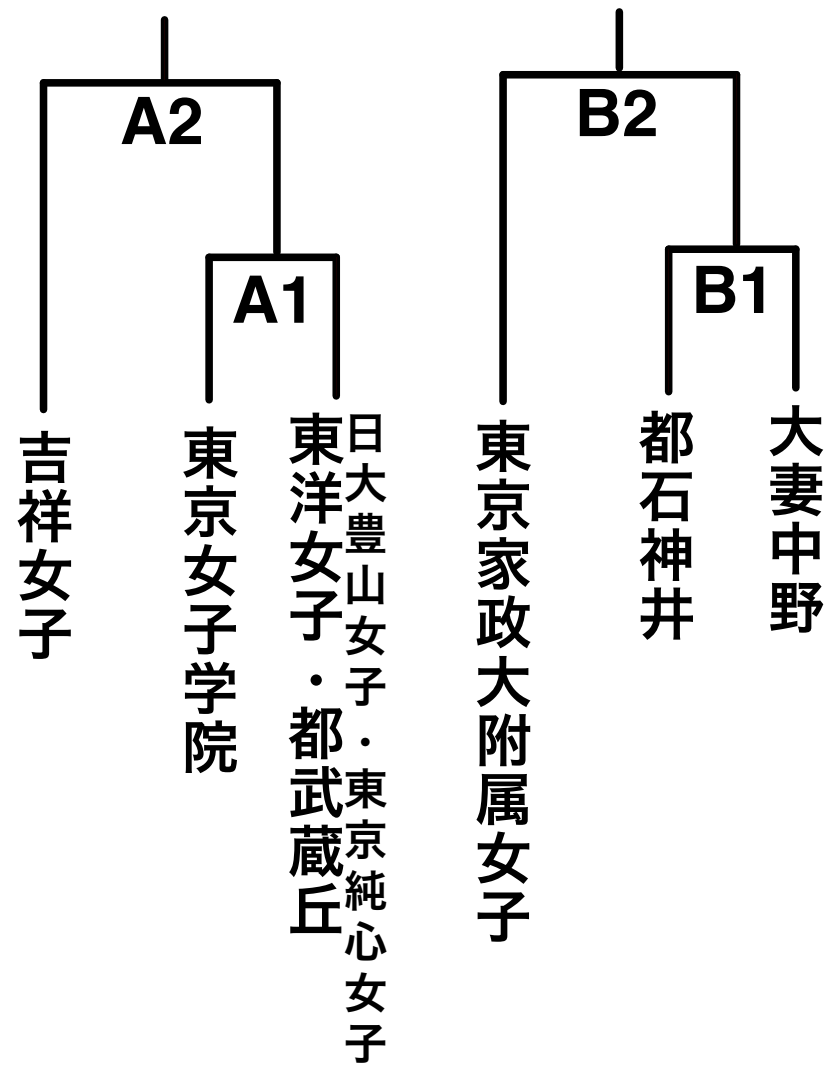 A2
B2
A1
B1
吉祥女子
東京女子学院
東洋女子・都武蔵丘
日大豊山女子・東京純心女子
東京家政大附属女子
都石神井
大妻中野